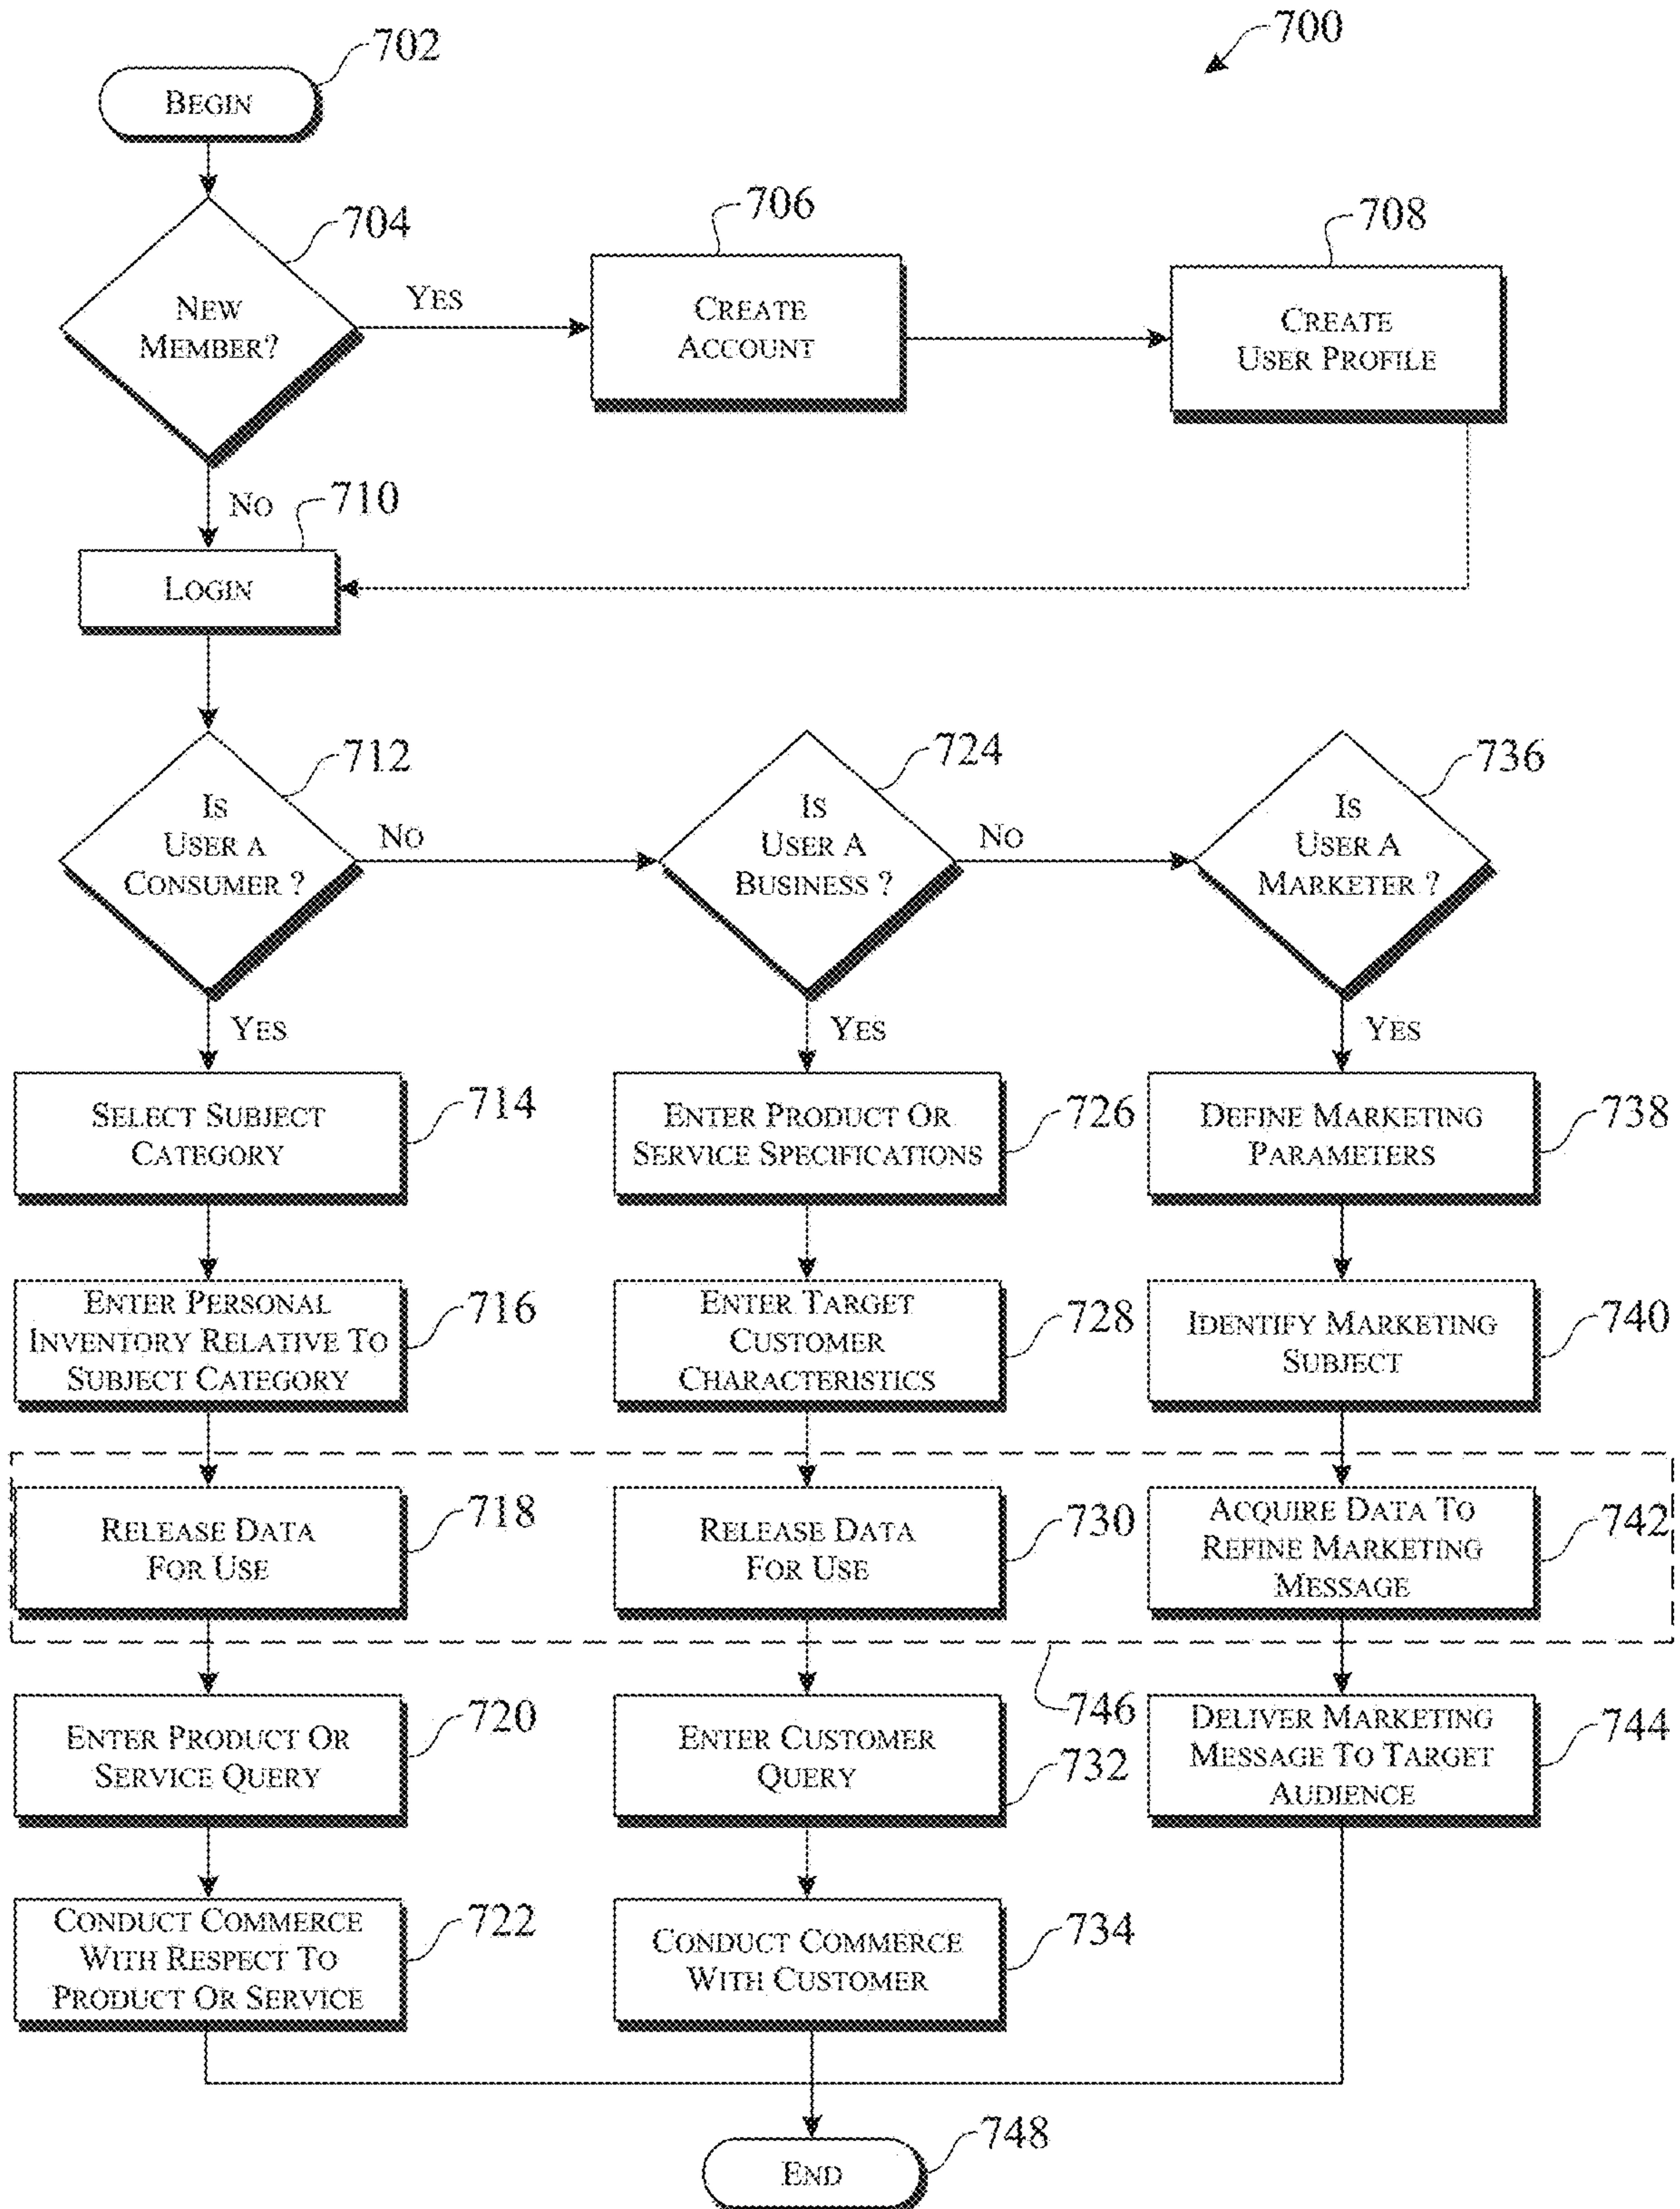 700
702
BEGIN
704
NEW
MEMBER?
YES
706
CREATE
ACCOUNT
708
CREATE
USER PROFILE
NO
710
LOGIN
712
IS
USER A
CONSUMER ?
NO
724
IS
USER A
BUSINESS ?
NO
736
IS
USER A
MARKETER ?
YES
YES
YES
SELECT SUBJECT
CATEGORY
714
ENTER PRODUCT OR
SERVICE SPECIFICATIONS
726
DEFINE MARKETING
PARAMETERS
738
ENTER PERSONAL
INVENTORY RELATIVE TO
SUBJECT CATEGORY
716
ENTER TARGET
CUSTOMER
CHARACTERISTICS
728
IDENTIFY MARKETING
SUBJECT
740
RELEASE DATA
FOR USE
718
RELEASE DATA
FOR USE
730
ACQUIRE DATA TO
REFINE MARKETING
MESSAGE
742
746
ENTER PRODUCT OR
SERVICE QUERY
720
ENTER CUSTOMER
QUERY
732
DELIVER MARKETING
MESSAGE TO TARGET
AUDIENCE
744
CONDUCT COMMERCE
WITH RESPECT TO
PRODUCT OR SERVICE
722
CONDUCT COMMERCE
WITH CUSTOMER
734
748
END